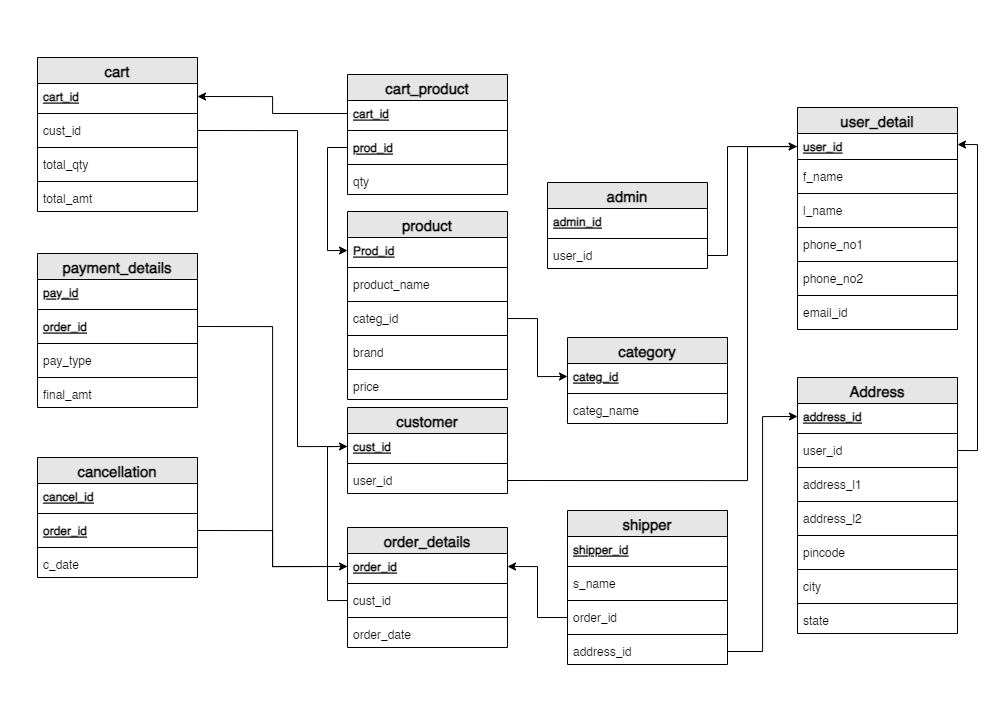 cart
cart_id
cust_id
total_qty
total_amt
payment_details
pay_id
order_id
pay_type
final_amt
cancellation
cancel_id
order_id
c_date
cart_product
cart_id
prod_id
qty
product
Prod_id
product_name
categ_id
brand
price
customer
cust_id
user_id
order_details
order_id
cust_id
order_date
admin
admin_id
user_id
category
categ_id
categ_name
shipper
shipper_id
s_name
order_id
address_id
user_detail
user_id
f_name
l_name
phone_no1
phone_no2
email_id
Address
address_id
user_id
address_l1
address_l2
pincode
city
state